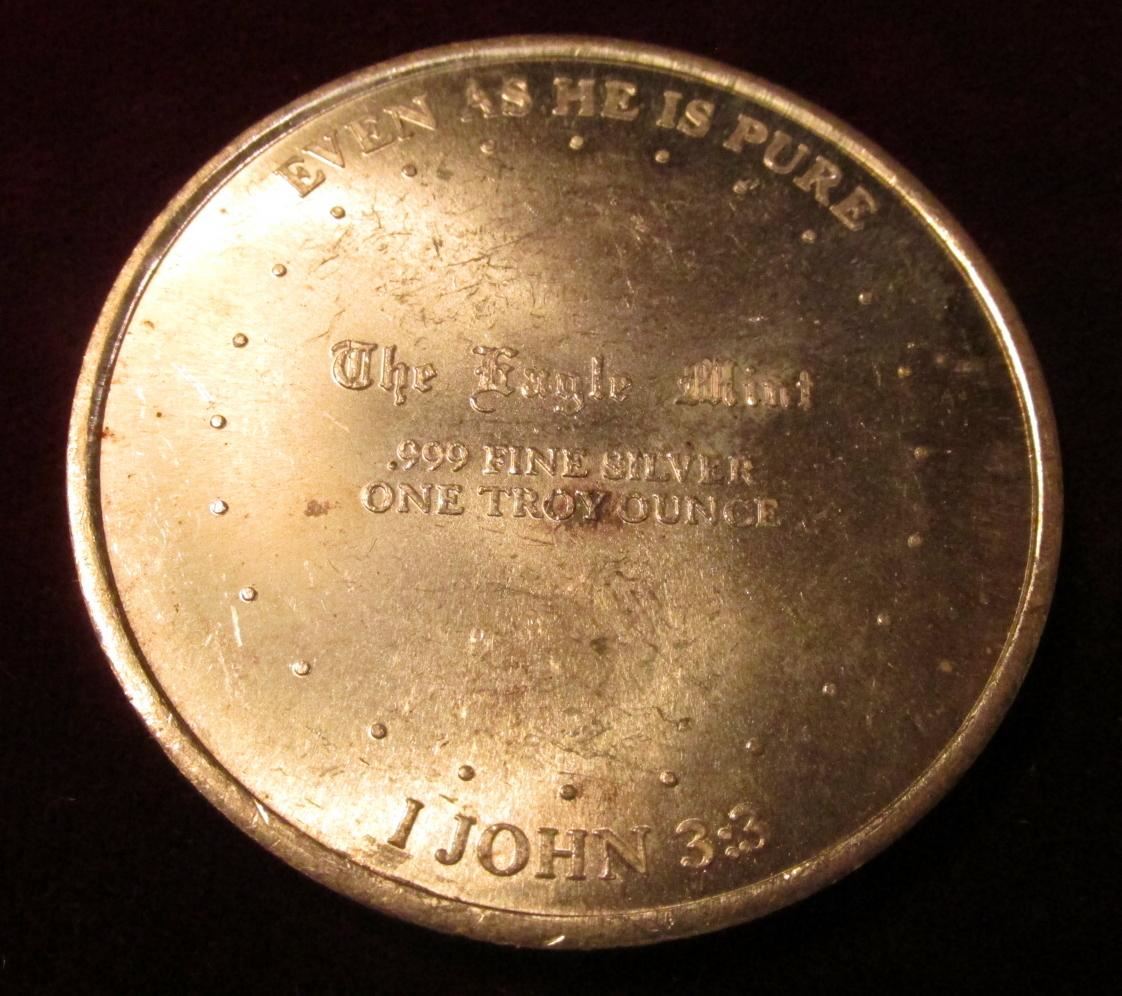 EVEN AS HE IS PURE
The Eagle Mint
.999 FINE SILVER
ONE TROY OUNCE
I JOHN 3:3